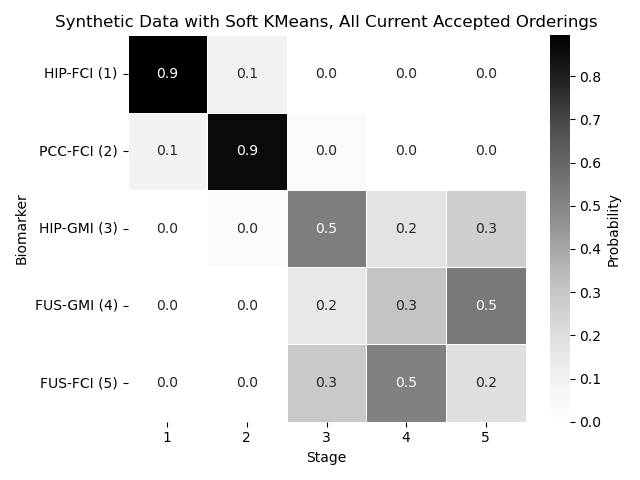 Synthetic Data with Soft KMeans, All Current Accepted Orderings
Biomarker
HIP-FCI (1) 0.9 0.1 0.0 0.0 0.0
PCC-FCI (2) 0.1 0.9 0.0 0.0 0.0
HIP-GMI (3) 0.0 0.0 0.5 0.2 0.3
FUS-GMI (4) 0.0 0.0 0.2 0.3 0.5
FUS-FCI (5) 0.0 0.0 0.3 0.5 0.2
1 2 3 4 5
Stage
0.8
0.7
0.6
0.5
0.4
0.3
0.2
0.1
0.0
Probability